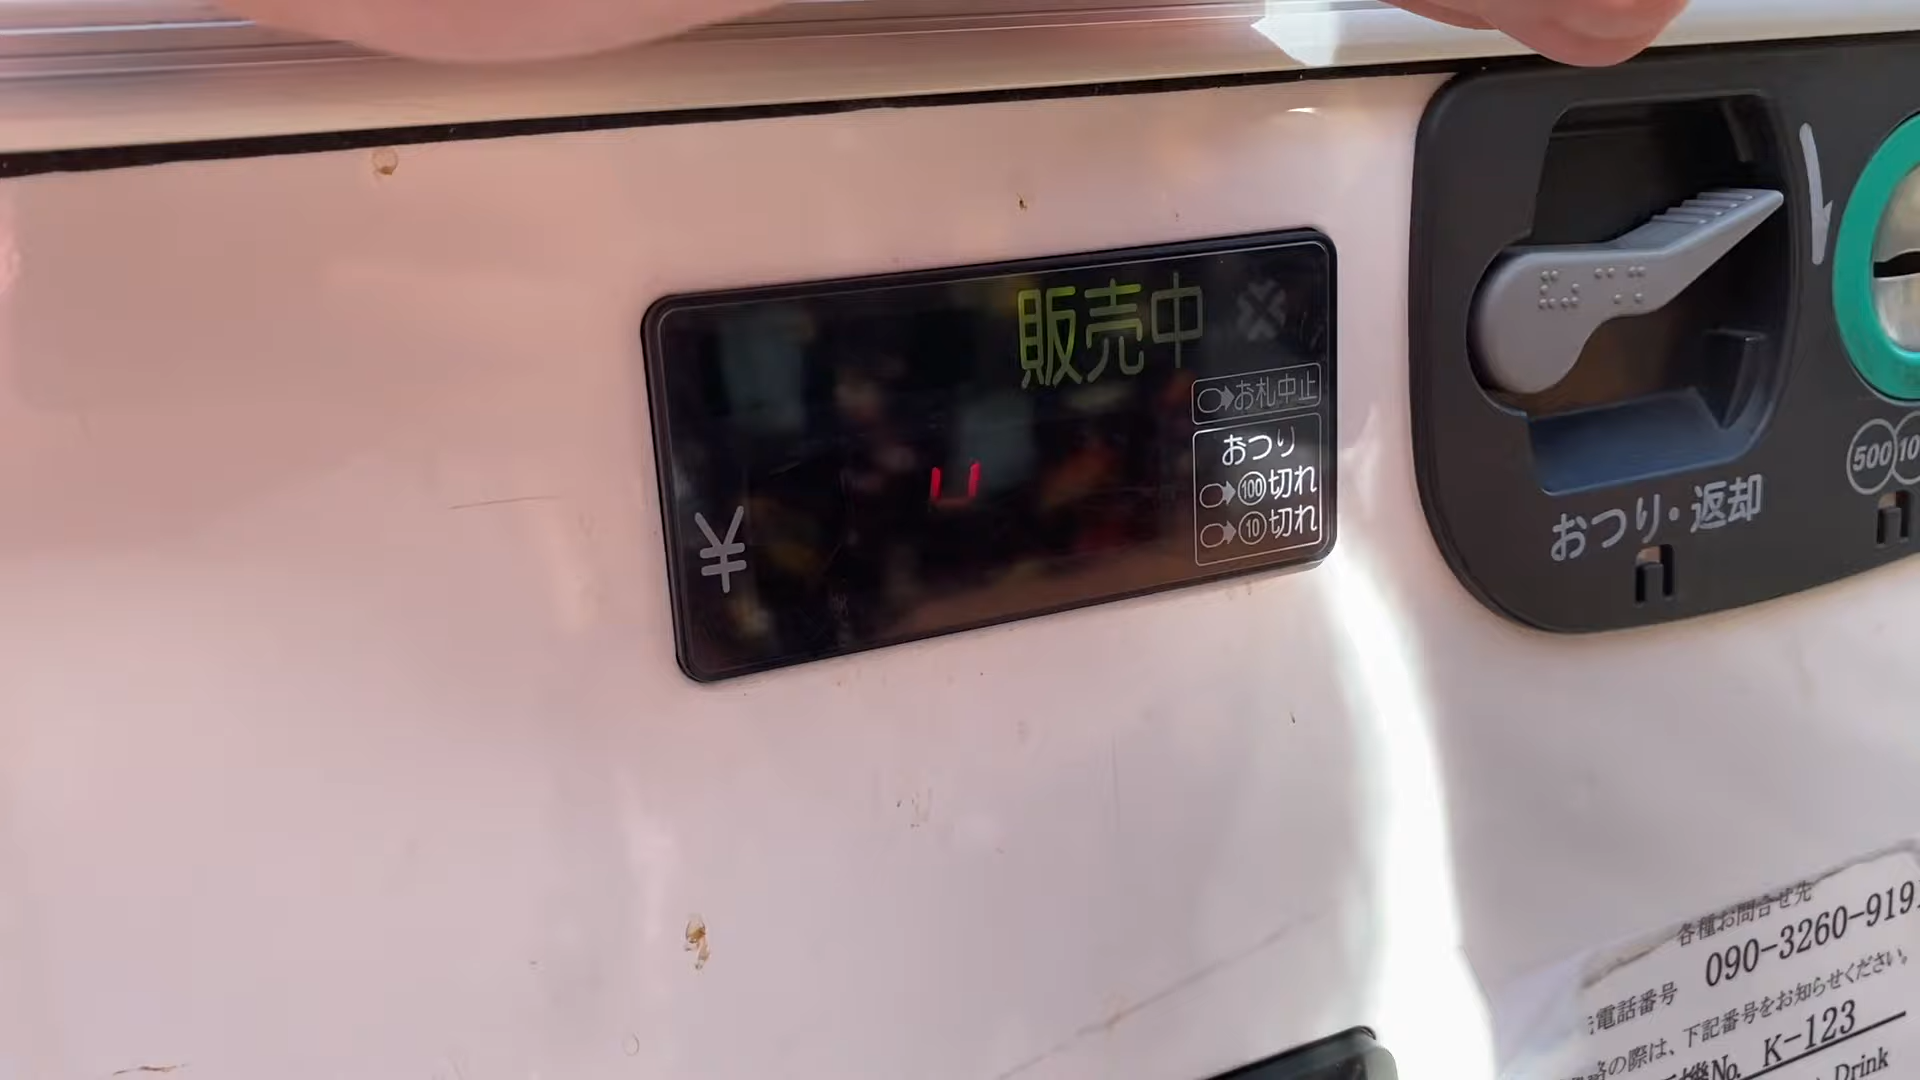 販売中
お札中止
おつり
100切れ
10切れ
¥
おつり・返却
500
各種お問合せ先
電話番号 090-3260-919
の際は、下記番号をお知らせください。
機No. K-123
Drink